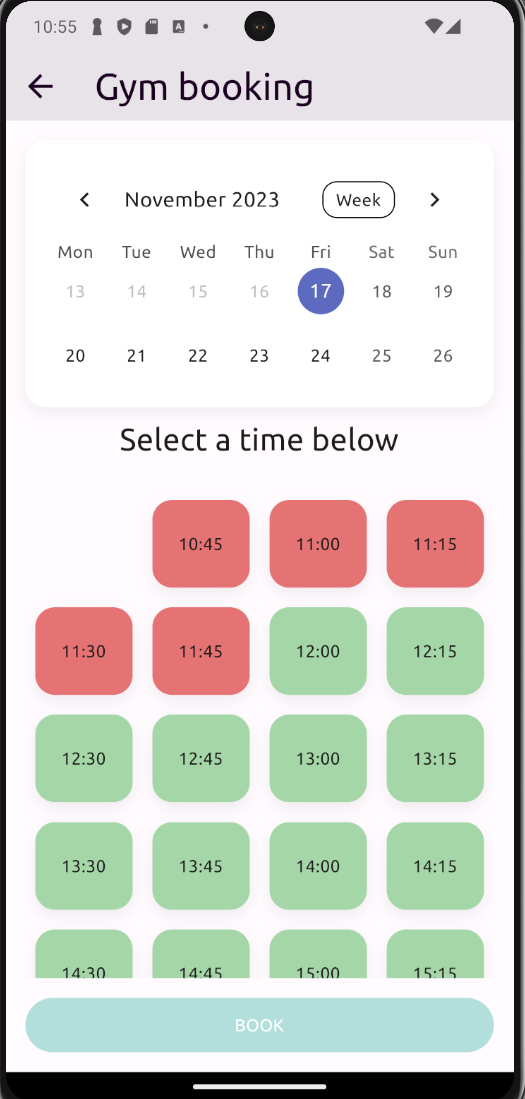 10:55
Gym booking
November 2023 Week
Mon Tue Wed Thu Fri Sat Sun
13 14 15 16 17 18 19
20 21 22 23 24 25 26
Select a time below
10:45 11:00 11:15
11:30 11:45 12:00 12:15
12:30 12:45 13:00 13:15
13:30 13:45 14:00 14:15
14:30 14:45 15:00 15:15
BOOK